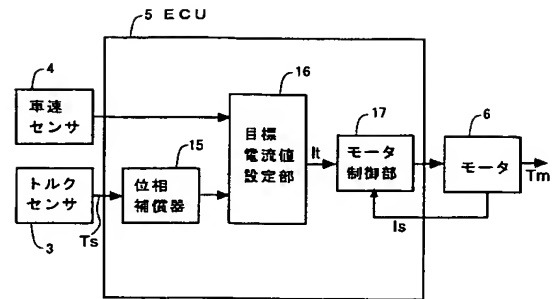 5 ECU
4
車速
センサ
16
目標
電流値
設定部
17
モータ
制御部
6
モータ
It
Tm
15
位相
補償器
トルク
センサ
3
Ts
Is